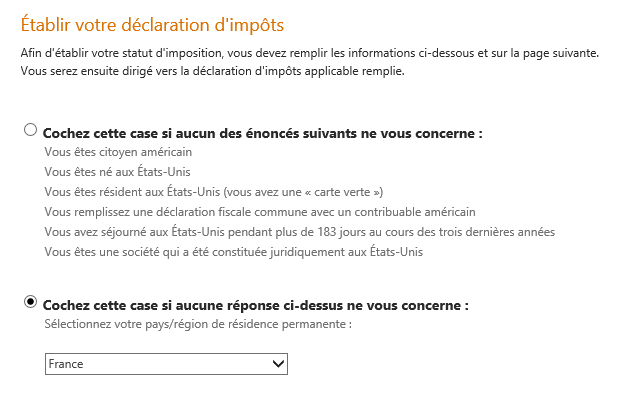 Établir votre déclaration d'impôts
Afin d'établir votre statut d'imposition, vous devez remplir les informations ci-dessous et sur la page suivante.
Vous serez ensuite dirigé vers la déclaration d'impôts applicable remplie.
Cochez cette case si aucun des énoncés suivants ne vous concerne :
Vous êtes citoyen américain
Vous êtes né aux États-Unis
Vous êtes résident aux États-Unis (vous avez une « carte verte »)
Vous remplissez une déclaration fiscale commune avec un contribuable américain
Vous avez séjourné aux États-Unis pendant plus de 183 jours au cours des trois dernières années
Vous êtes une société qui a été constituée juridiquement aux États-Unis
Cochez cette case si aucune réponse ci-dessus ne vous concerne :
Sélectionnez votre pays/région de résidence permanente :
France